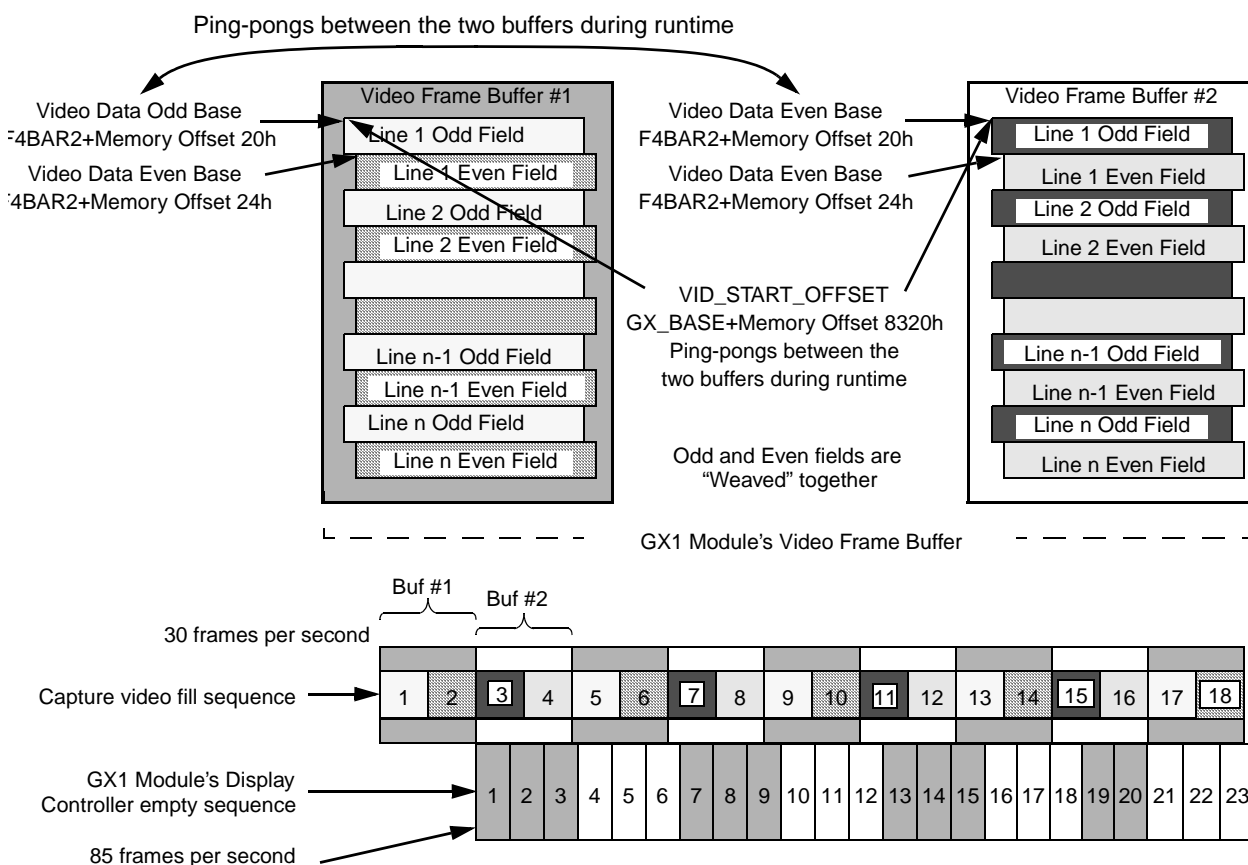 Ping-pongs between the two buffers during runtime
Video Data Odd Base
F4BAR2+Memory Offset 20h
Video Data Even Base
F4BAR2+Memory Offset 24h
Video Frame Buffer #1
Line 1 Odd Field
Line 1 Even Field
Line 2 Odd Field
Line 2 Even Field
Line n-1 Odd Field
Line n-1 Even Field
Line n Odd Field
Line n Even Field
Video Data Even Base
F4BAR2+Memory Offset 20h
Video Data Even Base
F4BAR2+Memory Offset 24h
VID_START_OFFSET
GX_BASE+Memory Offset 8320h
Ping-pongs between the
two buffers during runtime
Odd and Even fields are
“Weaved” together
Video Frame Buffer #2
Line 1 Odd Field
Line 1 Even Field
Line 2 Odd Field
Line 2 Even Field
Line n-1 Odd Field
Line n-1 Even Field
Line n Odd Field
Line n Even Field
GX1 Module’s Video Frame Buffer
Buf #1
Buf #2
30 frames per second
Capture video fill sequence
1 2 3 4 5 6 7 8 9 10 11 12 13 14 15 16 17 18
GX1 Module’s Display
Controller empty sequence
1 2 3 4 5 6 7 8 9 10 11 12 13 14 15 16 17 18 19 20 21 22 23
85 frames per second